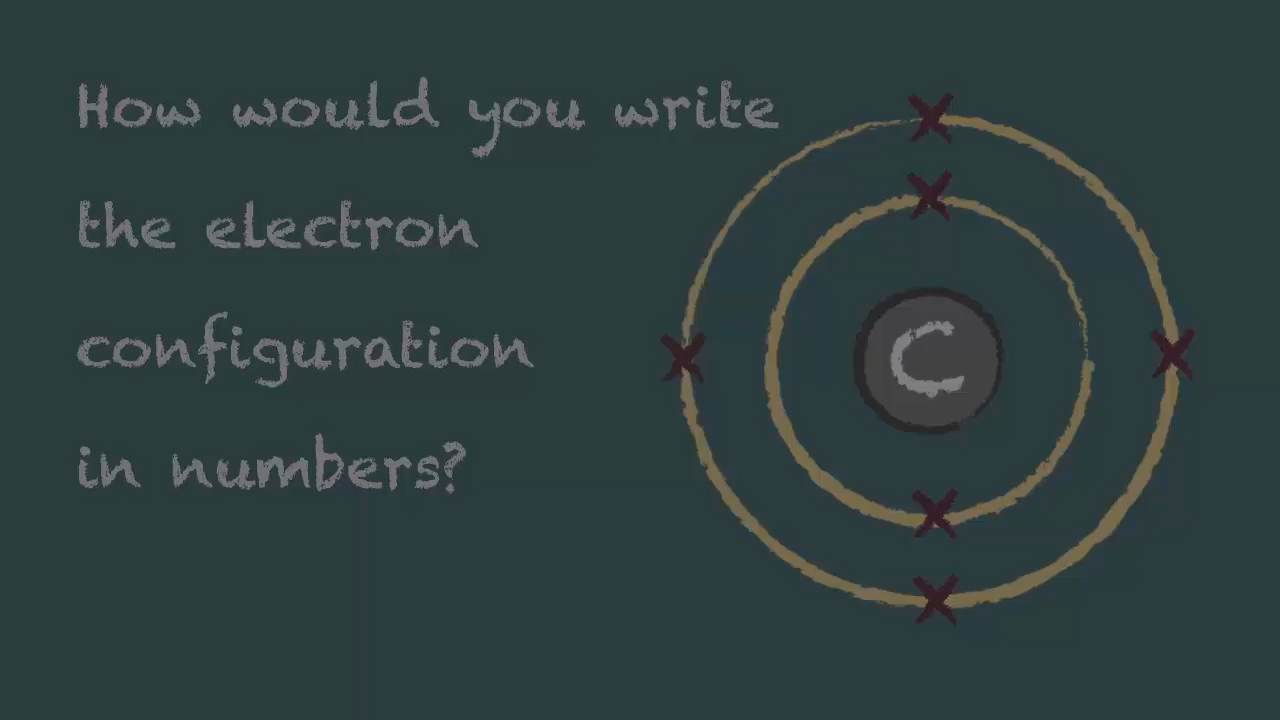 How would you write
the electron
configuration
in numbers?
C